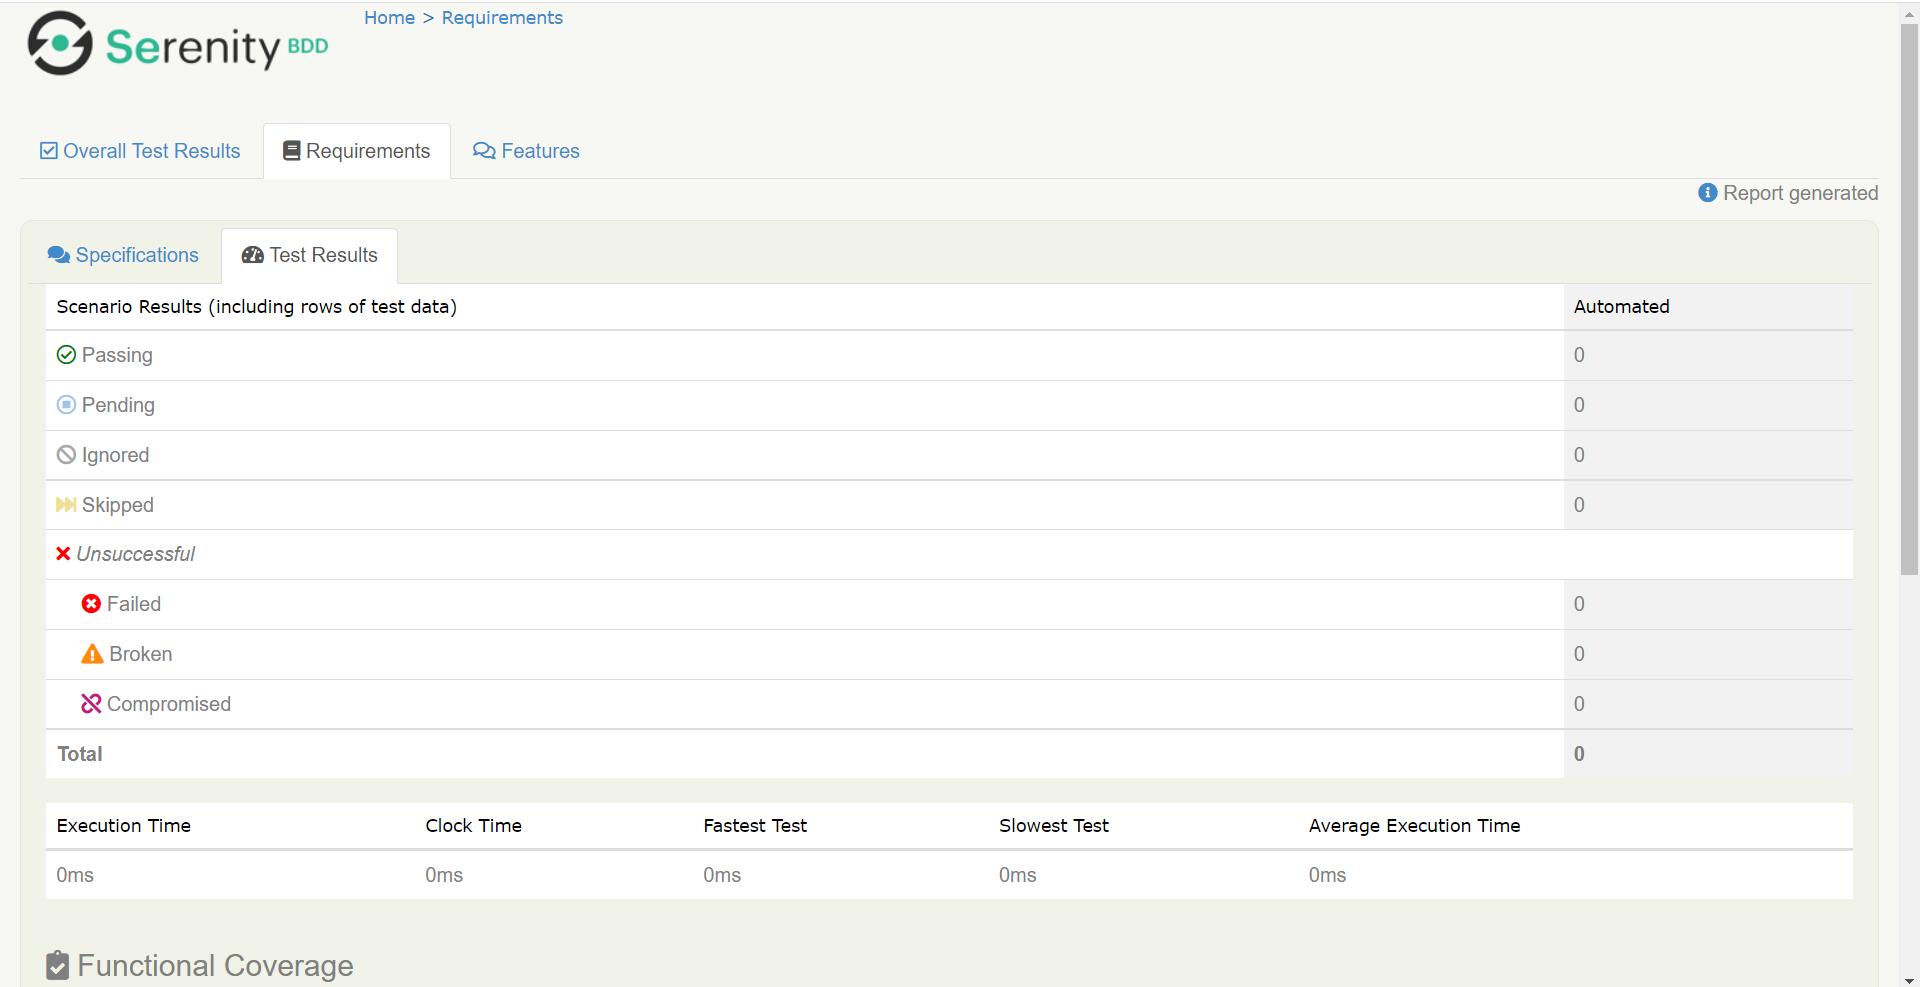 Home > Requirements
Serenity BDD
Overall Test Results Requirements Features
Report generated
Specifications Test Results
Scenario Results (including rows of test data) Automated
Passing 0
Pending 0
Ignored 0
Skipped 0
Unsuccessful
Failed 0
Broken 0
Compromised 0
Total 0
Execution Time Clock Time Fastest Test Slowest Test Average Execution Time
0ms 0ms 0ms 0ms 0ms
Functional Coverage